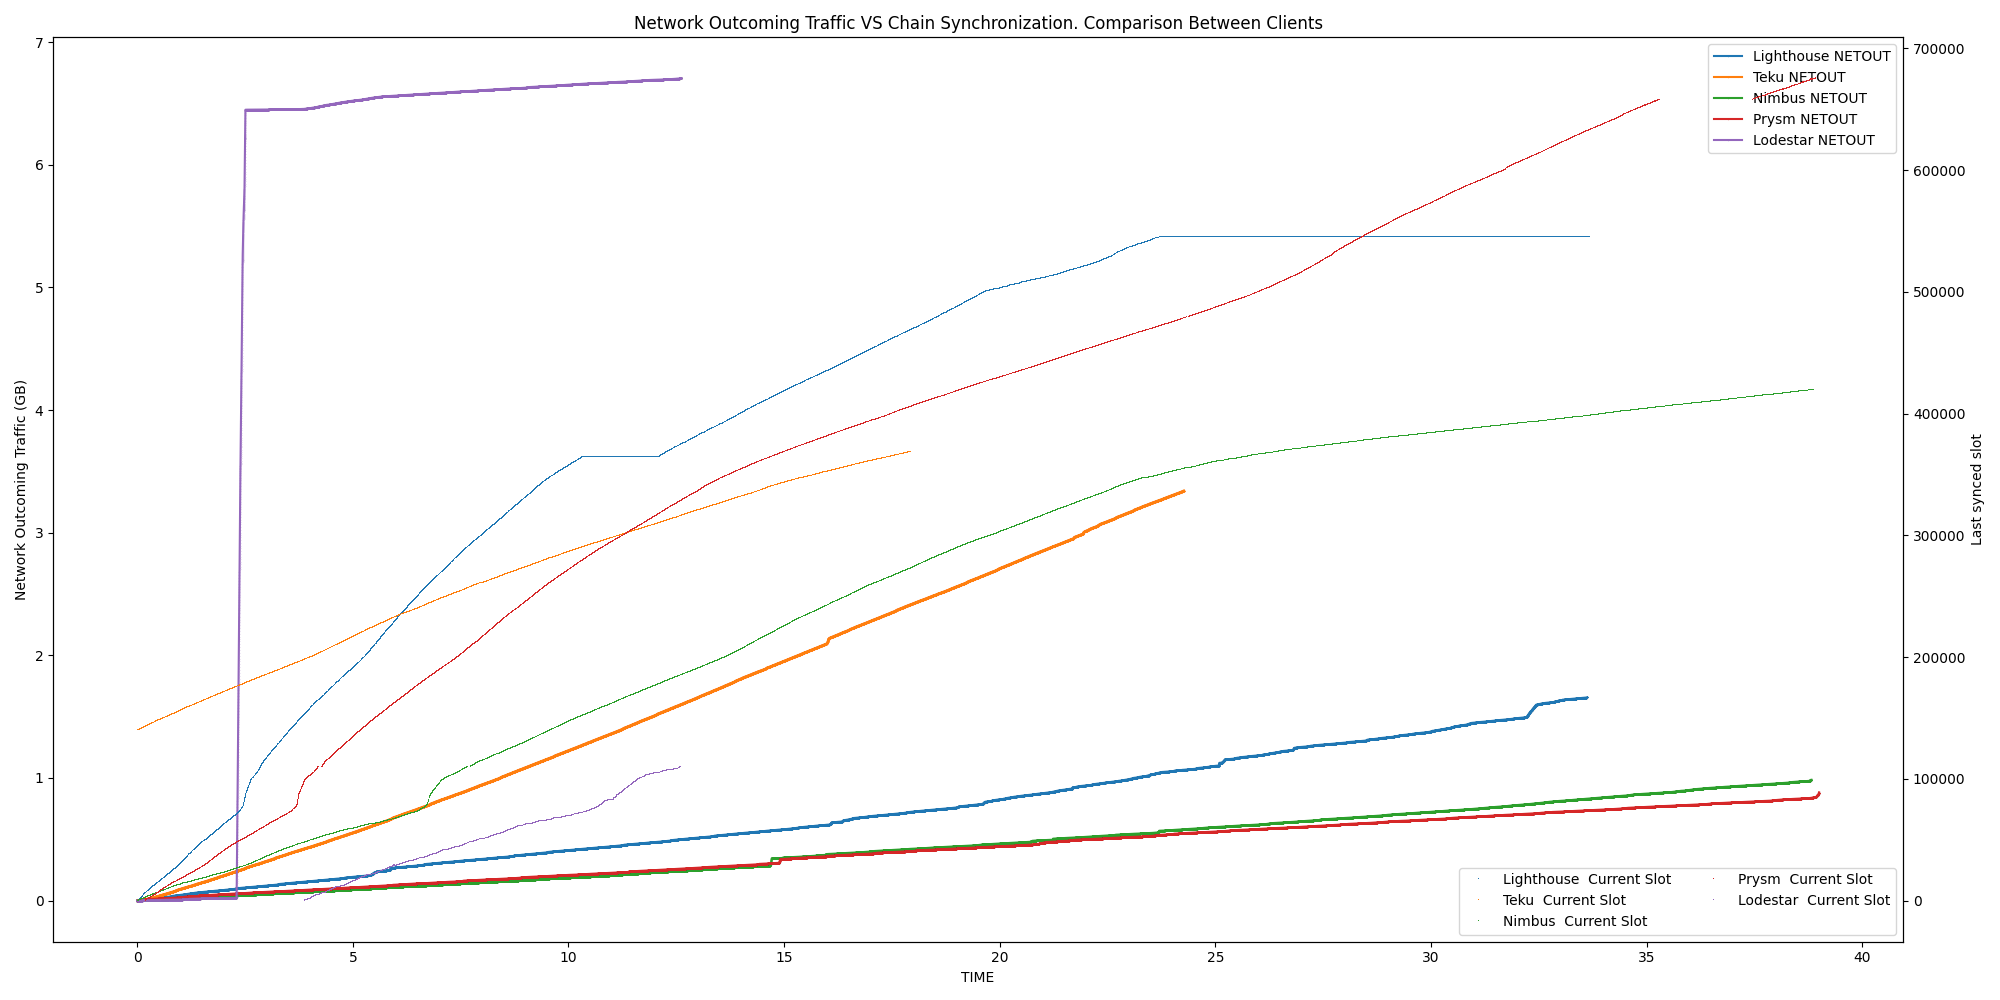 Network Outcoming Traffic VS Chain Synchronization. Comparison Between Clients
Network Outcoming Traffic (GB)
7
6
5
4
3
2
1
0
Lighthouse NETOUT
Teku NETOUT
Nimbus NETOUT
Prysm NETOUT
Lodestar NETOUT
700000
600000
500000
400000
300000
200000
100000
0
Last synced slot
Lighthouse  Current Slot
Teku  Current Slot
Nimbus  Current Slot
Prysm  Current Slot
Lodestar  Current Slot
0 5 10 15 20 25 30 35 40
TIME